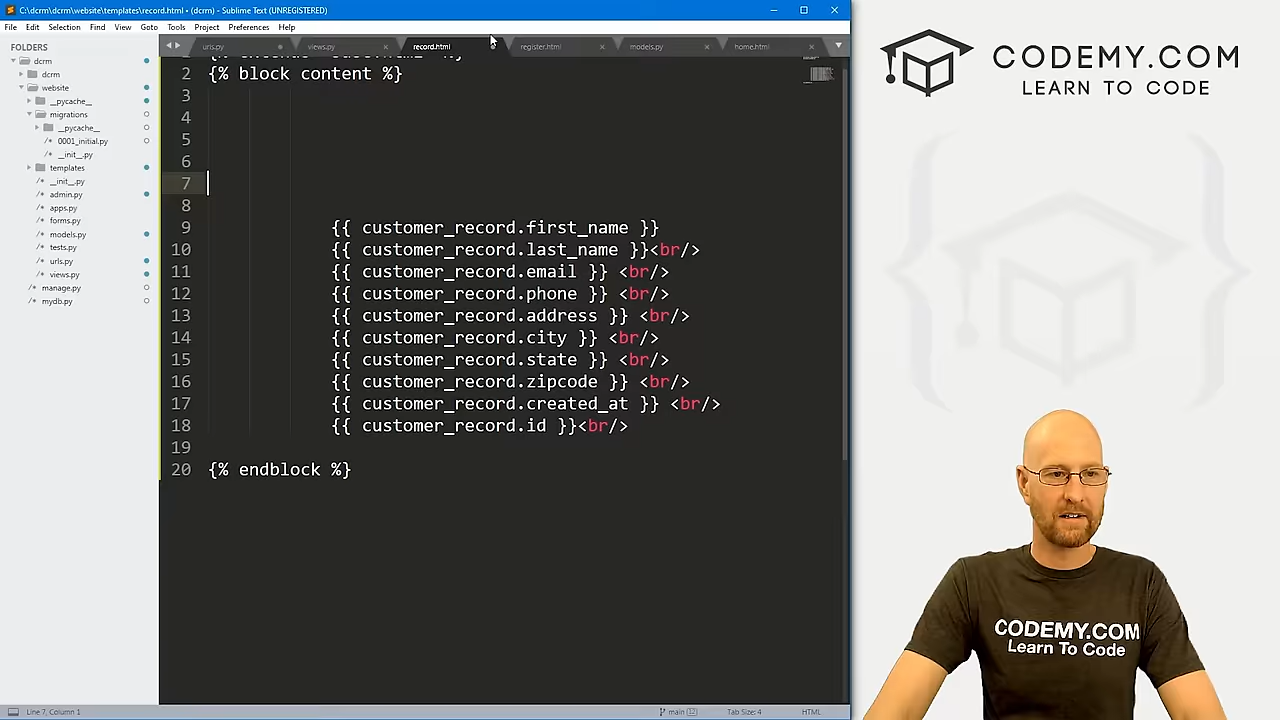 C:\dcrm\dcrm\website\templates\record.html • (dcrm) - Sublime Text (UNREGISTERED)
File Edit Selection Find View Goto Tools Project Preferences Help
FOLDERS
dcrm
dcrm
website
__pycache__
migrations
__pycache__
0001_initial.py
__init__.py
templates
__init__.py
admin.py
apps.py
forms.py
models.py
tests.py
urls.py
views.py
manage.py
mydb.py
urls.py views.py record.html register.html models.py home.html
2 {% block content %}
3
4
5
6
7
8
9 {{ customer_record.first_name }}
10 {{ customer_record.last_name }}<br/>
11 {{ customer_record.email }} <br/>
12 {{ customer_record.phone }} <br/>
13 {{ customer_record.address }} <br/>
14 {{ customer_record.city }} <br/>
15 {{ customer_record.state }} <br/>
16 {{ customer_record.zipcode }} <br/>
17 {{ customer_record.created_at }} <br/>
18 {{ customer_record.id }}<br/>
19
20 {% endblock %}
Line 7, Column 1
main (12) Tab Size: 4 HTML
CODEMY.COM
LEARN TO CODE
CODEMY.COM
Learn To Code